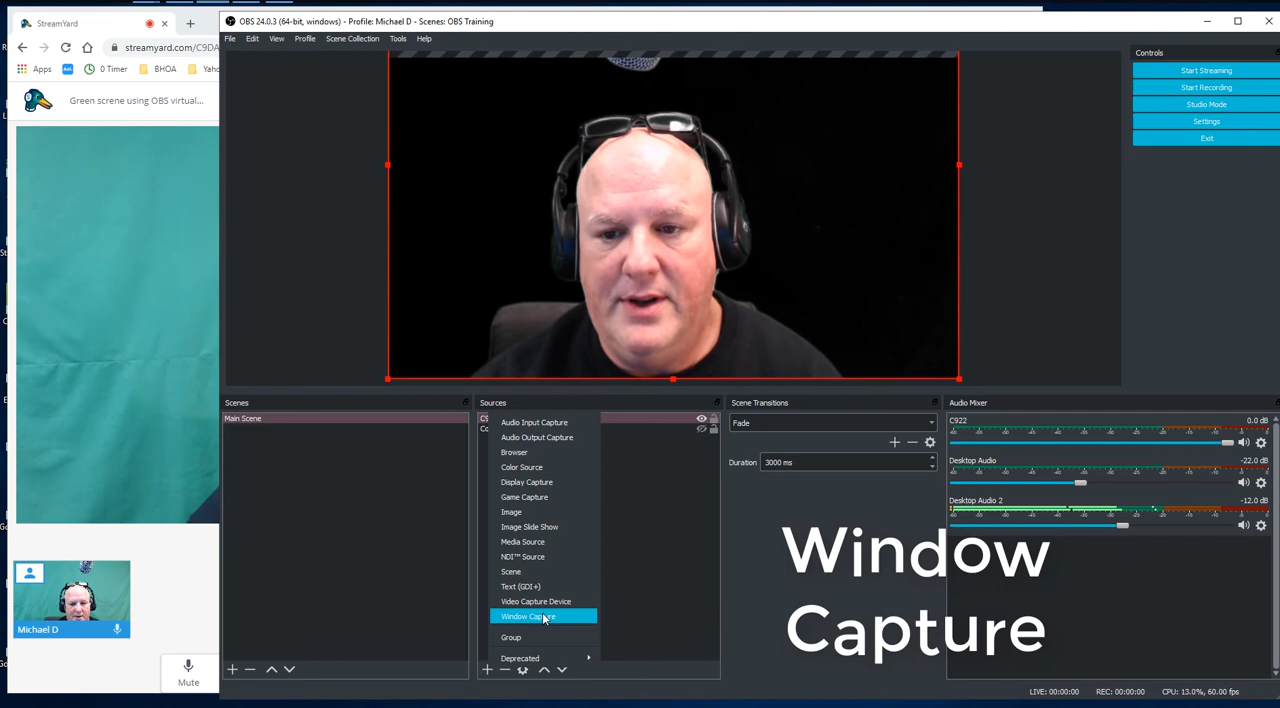 StreamYard
OBS 24.0.3 (64-bit, windows) - Profile: Michael D - Scenes: OBS Training
streamyard.com/C9DA
File Edit View Profile Scene Collection Tools Help
Apps Aol 0 Timer BHOA Yaho
Green screne using OBS virtual...
Controls
Start Streaming
Start Recording
Studio Mode
Settings
Exit
Scenes
Main Scene
Sources
C9
Co
Audio Input Capture
Audio Output Capture
Browser
Color Source
Display Capture
Game Capture
Image
Image Slide Show
Media Source
NDI™ Source
Scene
Text (GDI+)
Video Capture Device
Window Capture
Group
Deprecated
Scene Transitions
Fade
Duration 3000 ms
Audio Mixer
C922 0.0 dB
Desktop Audio -22.0 dB
Desktop Audio 2 -12.0 dB
Window
Capture
Michael D
Mute
LIVE: 00:00:00 REC: 00:00:00 CPU: 13.0%, 60.00 fps